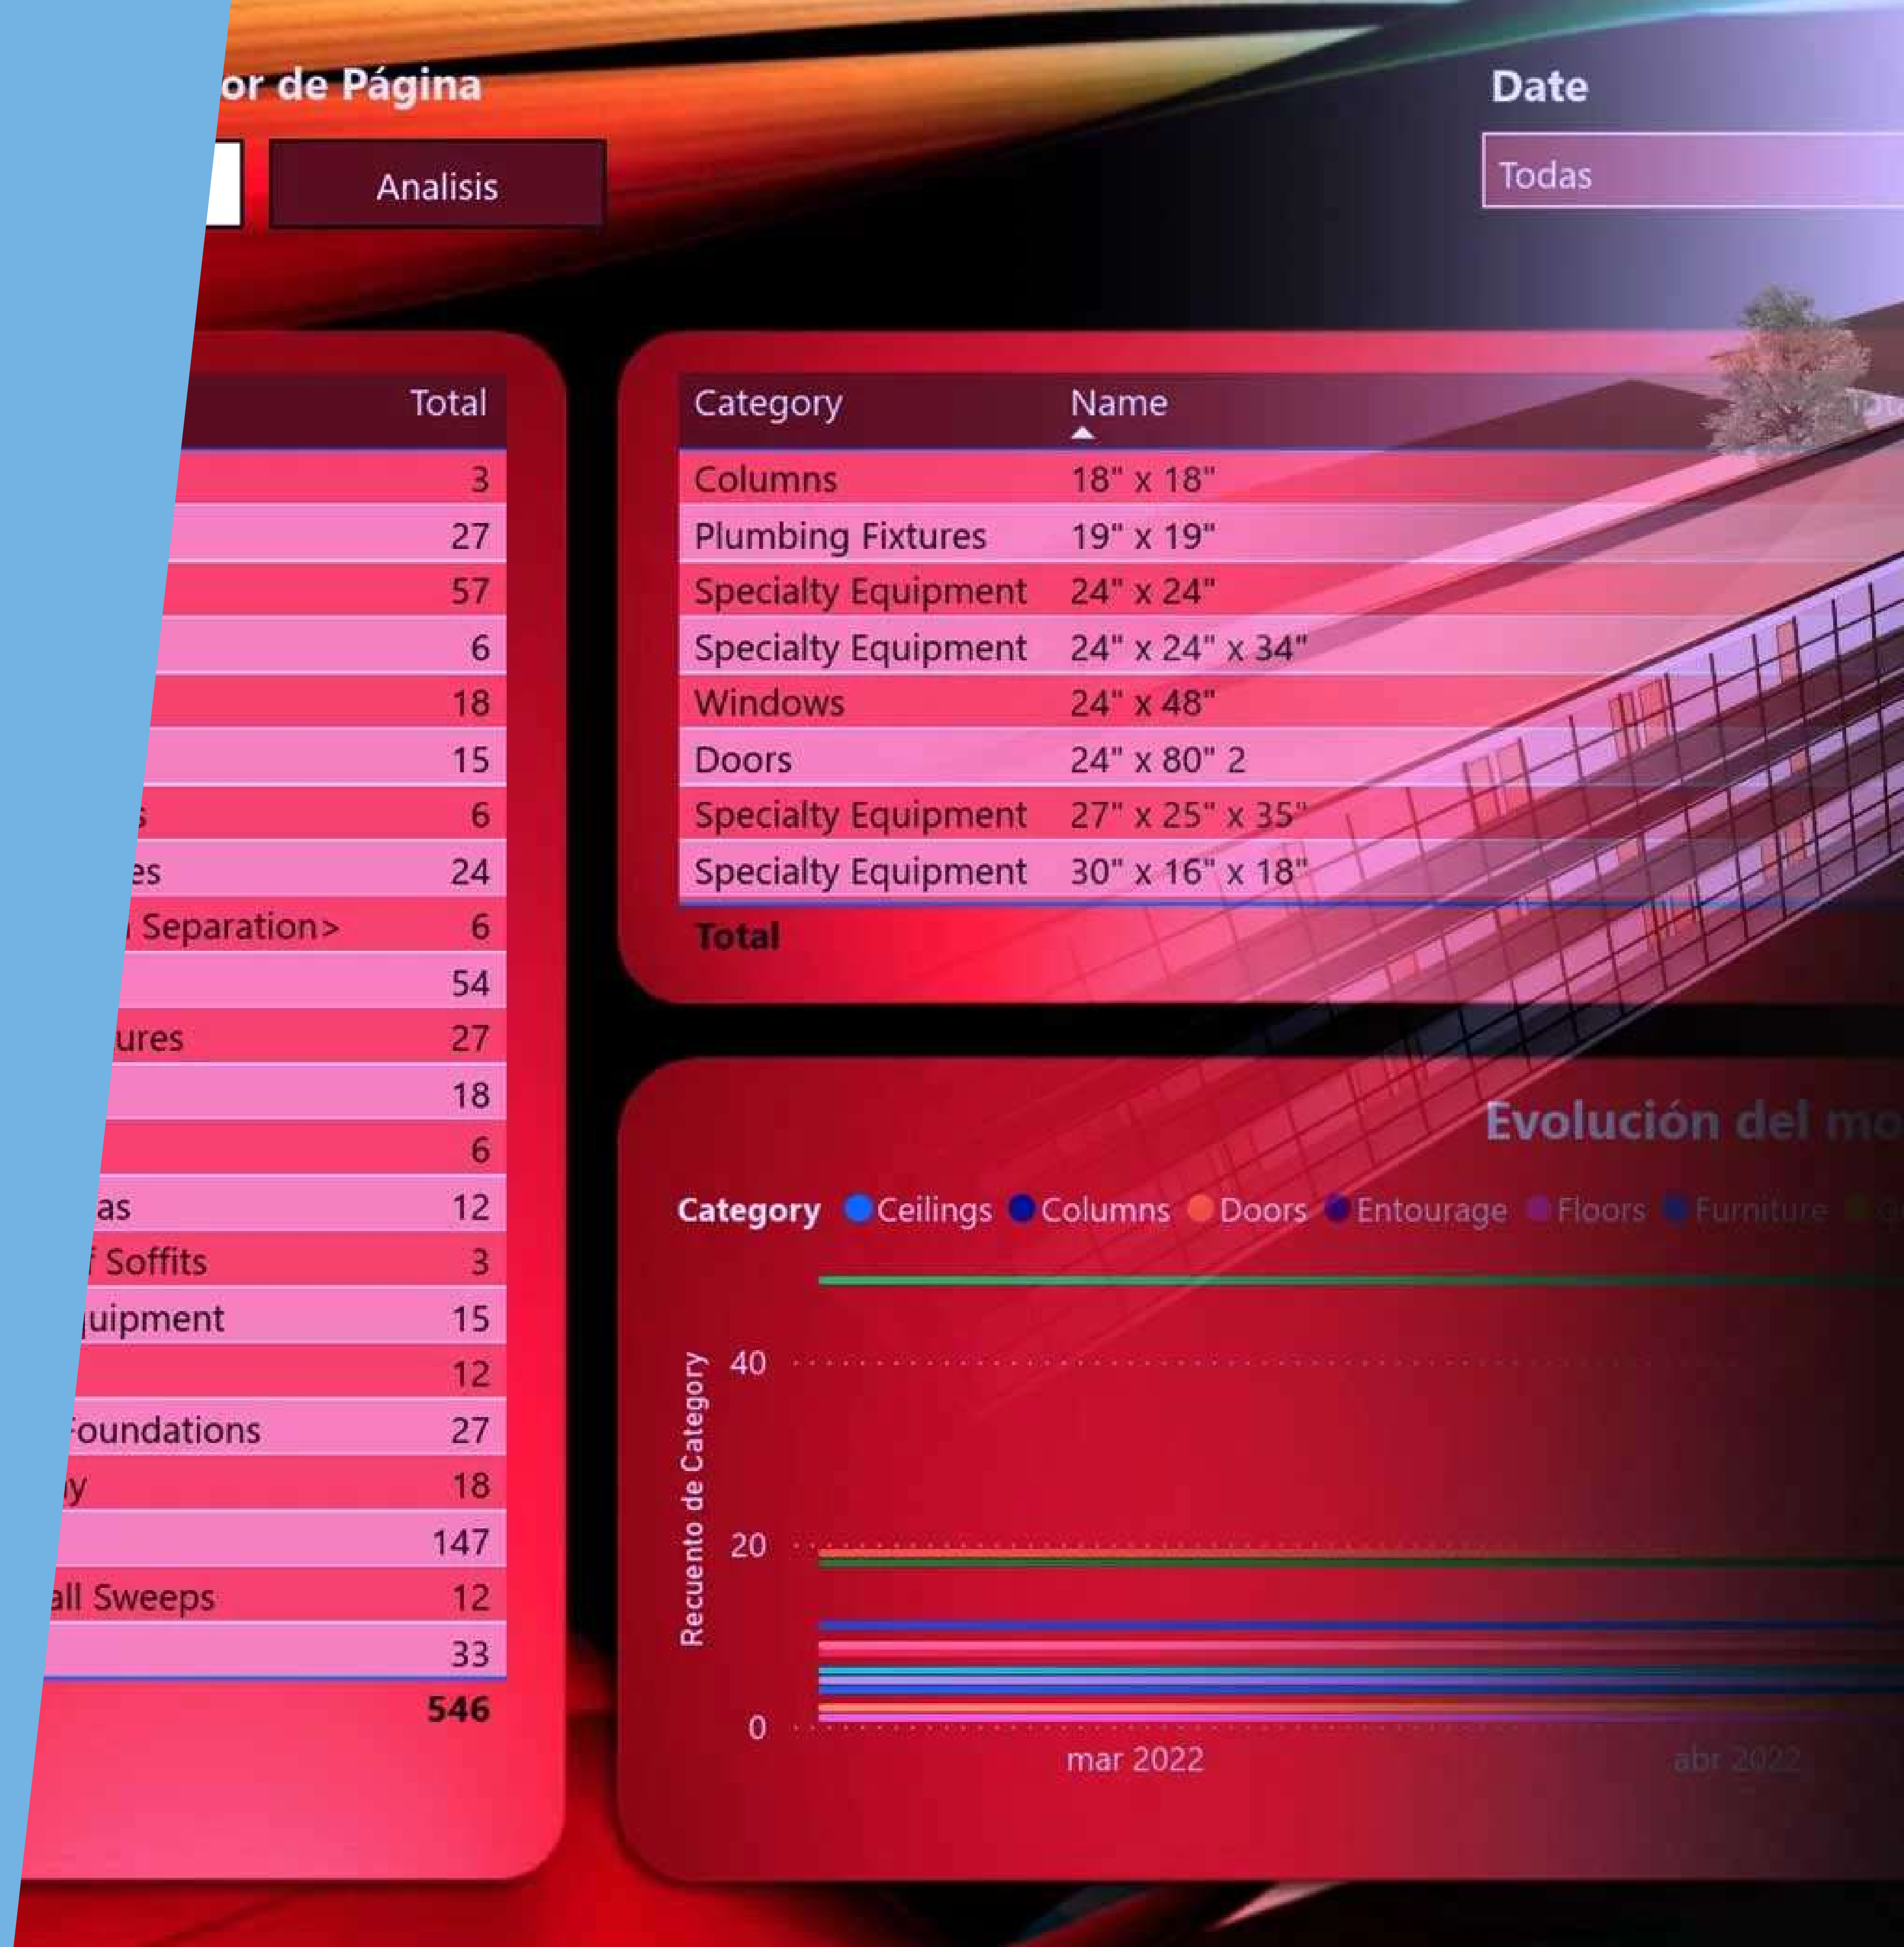 or de Página
Date
Analisis
Todas
Total
3
27
57
6
18
15
s 6
es 24
Separation> 6
54
ures 27
18
6
as 12
f Soffits 3
uipment 15
12
oundations 27
y 18
147
all Sweeps 12
33
546
Category Name
Columns 18" x 18"
Plumbing Fixtures 19" x 19"
Specialty Equipment 24" x 24"
Specialty Equipment 24" x 24" x 34"
Windows 24" x 48"
Doors 24" x 80" 2
Specialty Equipment 27" x 25" x 35"
Specialty Equipment 30" x 16" x 18"
Total
Evolución del mo
Category Ceilings Columns Doors Entourage Floors Furniture
Recuento de Category
40
20
0
mar 2022 abr 2022